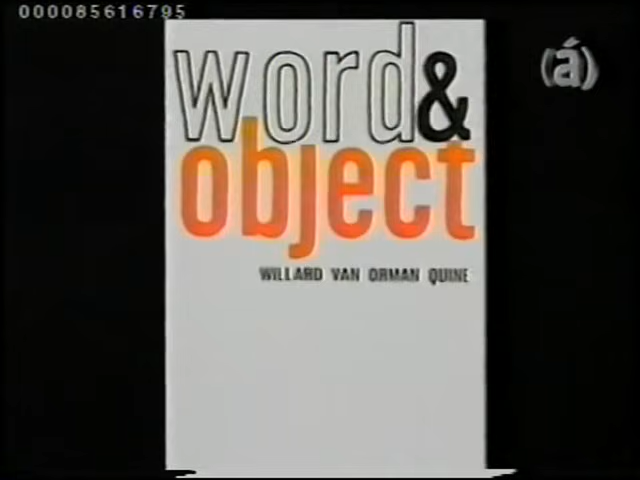 000085616795
(á)
word&
object
WILLARD VAN ORMAN QUINE